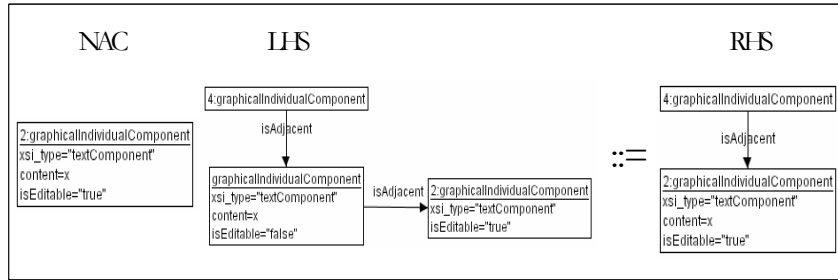 NAC
LHS
RHS
2:graphicalIndividualComponent
xsi_type="textComponent"
content=x
isEditable="true"
4:graphicalIndividualComponent
isAdjacent
graphicalIndividualComponent
xsi_type="textComponent"
content=x
isEditable="false"
isAdjacent
2:graphicalIndividualComponent
xsi_type="textComponent"
isEditable="true"
::=
4:graphicalIndividualComponent
isAdjacent
2:graphicalIndividualComponent
xsi_type="textComponent"
content=x
isEditable="true"